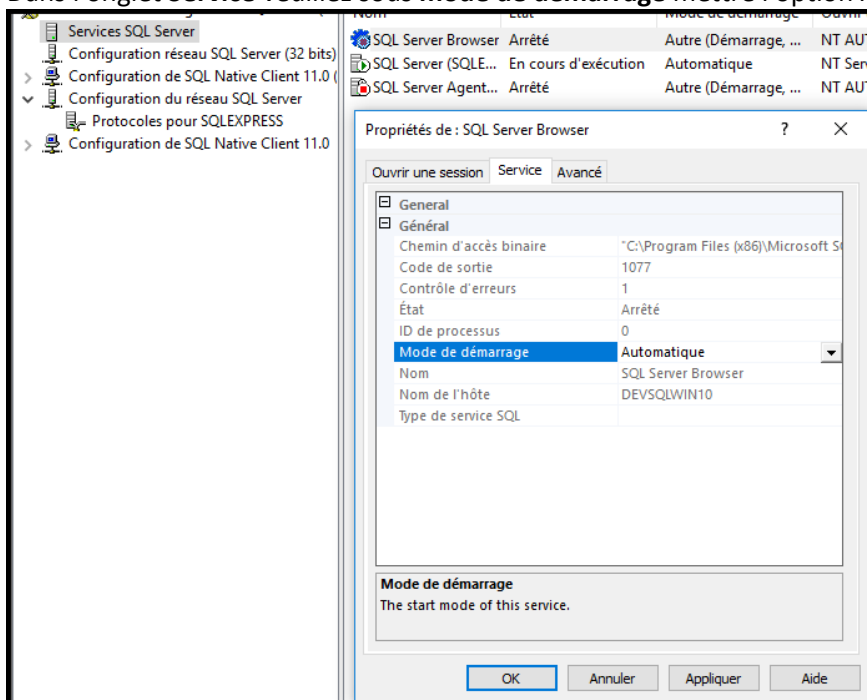 Services SQL Server
Configuration réseau SQL Server (32 bits)
Configuration de SQL Native Client 11.0 (
Configuration du réseau SQL Server
Protocoles pour SQLEXPRESS
Configuration de SQL Native Client 11.0
SQL Server Browser Arrêté Autre (Démarrage, ... NT AUT
SQL Server (SQLE... En cours d'exécution Automatique NT Ser
SQL Server Agent... Arrêté Autre (Démarrage, ... NT AUT
Propriétés de : SQL Server Browser ? ×
Ouvrir une session Service Avancé
General
Général
Chemin d'accès binaire "C:\Program Files (x86)\Microsoft S
Code de sortie 1077
Contrôle d'erreurs 1
État Arrêté
ID de processus 0
Mode de démarrage Automatique
Nom SQL Server Browser
Nom de l'hôte DEVSQLWIN10
Type de service SQL
Mode de démarrage
The start mode of this service.
OK Annuler Appliquer Aide